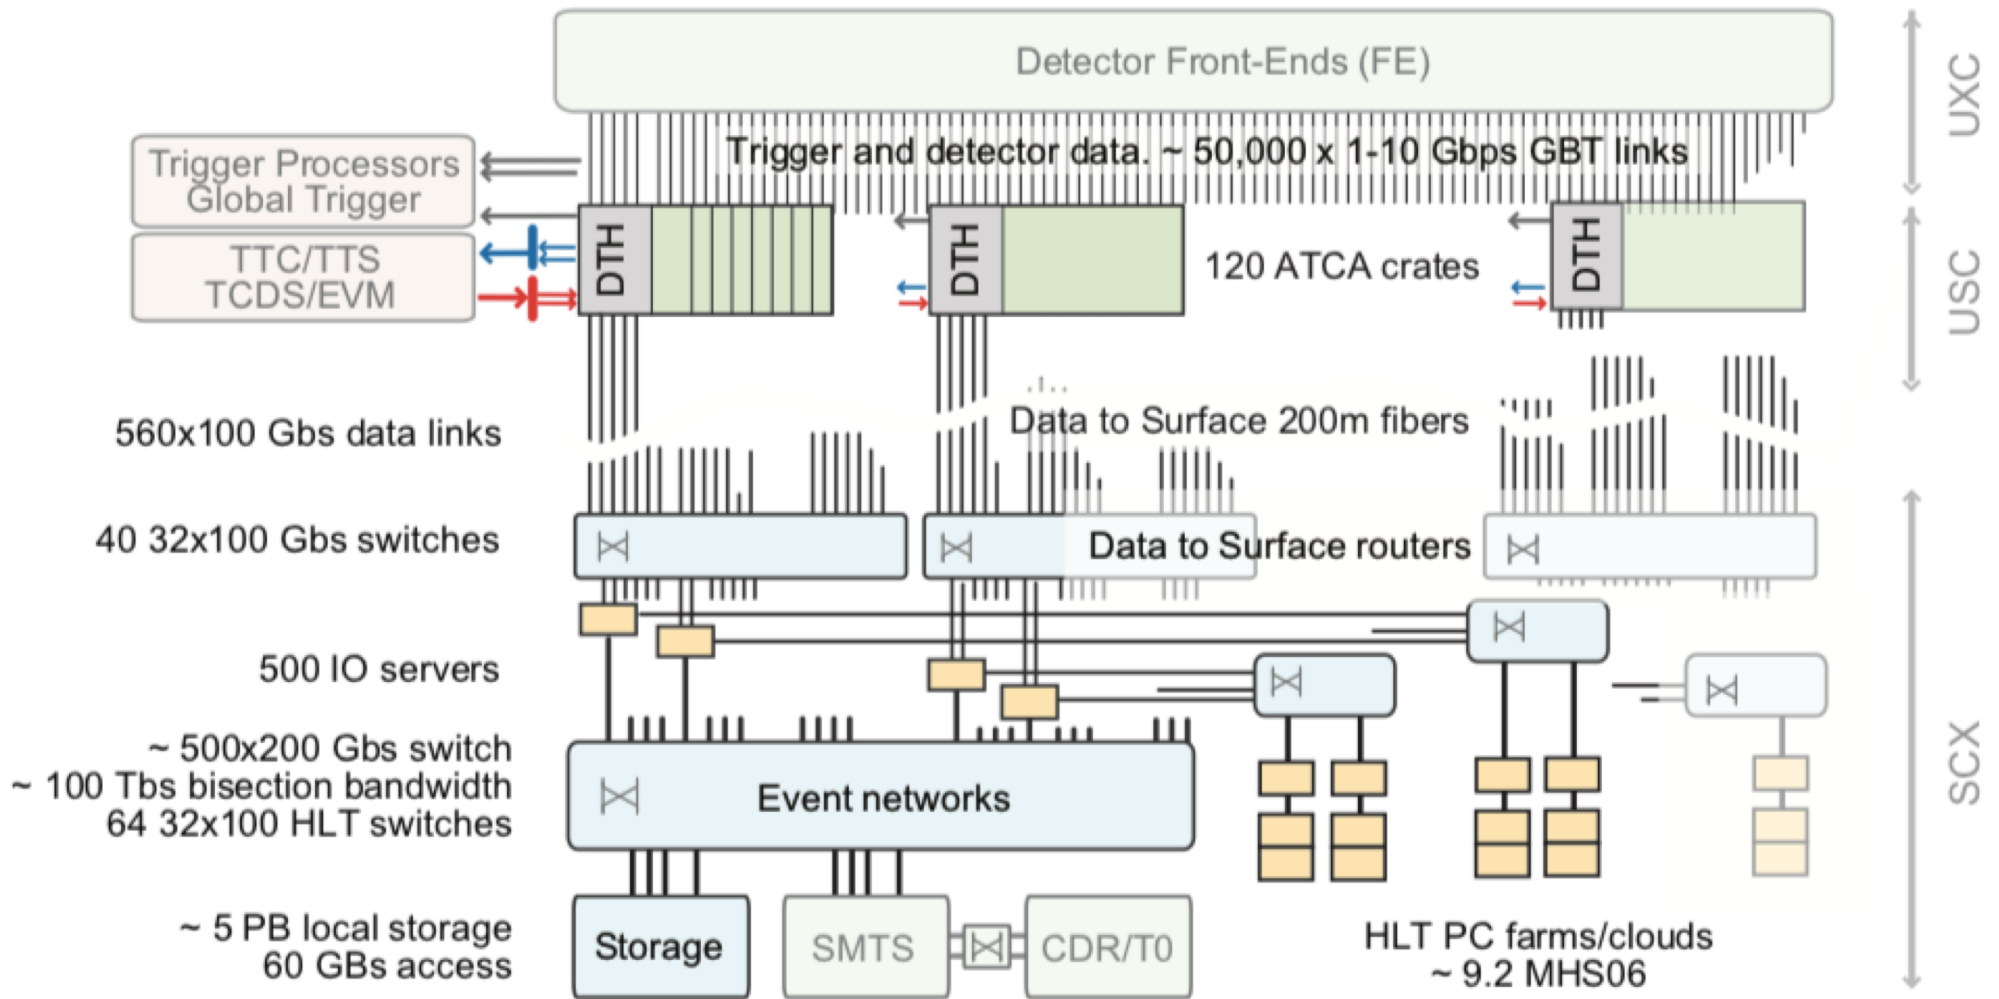 Detector Front-Ends (FE)
UXC
Trigger and detector data. ~ 50,000 x 1-10 Gbps GBT links
Trigger Processors
Global Trigger
TTC/TTS
TCDS/EVM
DTH
DTH
120 ATCA crates
DTH
USC
560x100 Gbs data links
Data to Surface 200m fibers
40 32x100 Gbs switches
Data to Surface routers
500 IO servers
~ 500x200 Gbs switch
~ 100 Tbs bisection bandwidth
64 32x100 HLT switches
Event networks
SCX
~ 5 PB local storage
60 GBs access
Storage
SMTS
CDR/T0
HLT PC farms/clouds
~ 9.2 MHS06